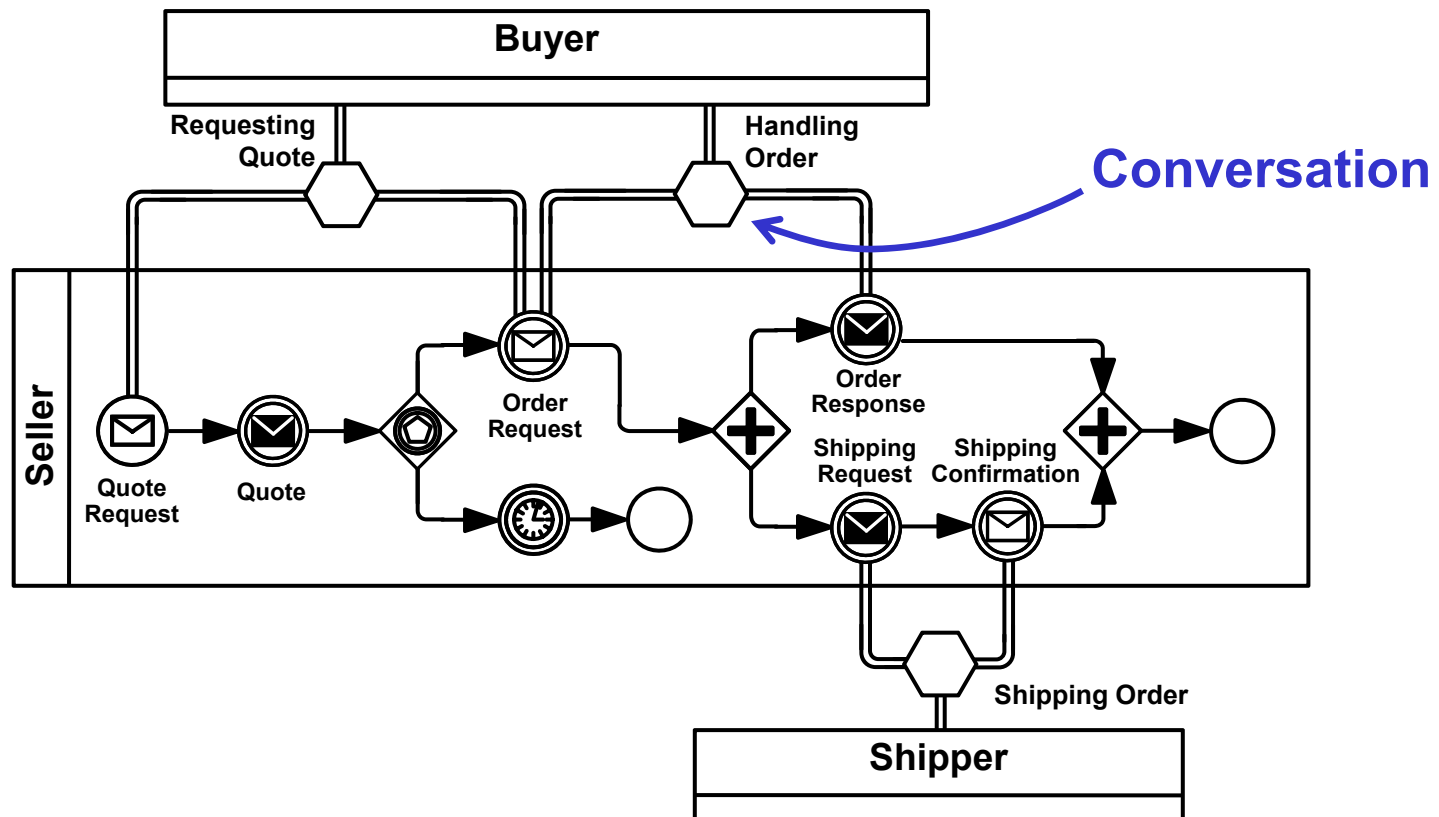 Buyer
Requesting
Quote
Handling
Order
Conversation
Seller
Quote
Request
Quote
Order
Request
Order
Response
Shipping
Request
Shipping
Confirmation
Shipping Order
Shipper